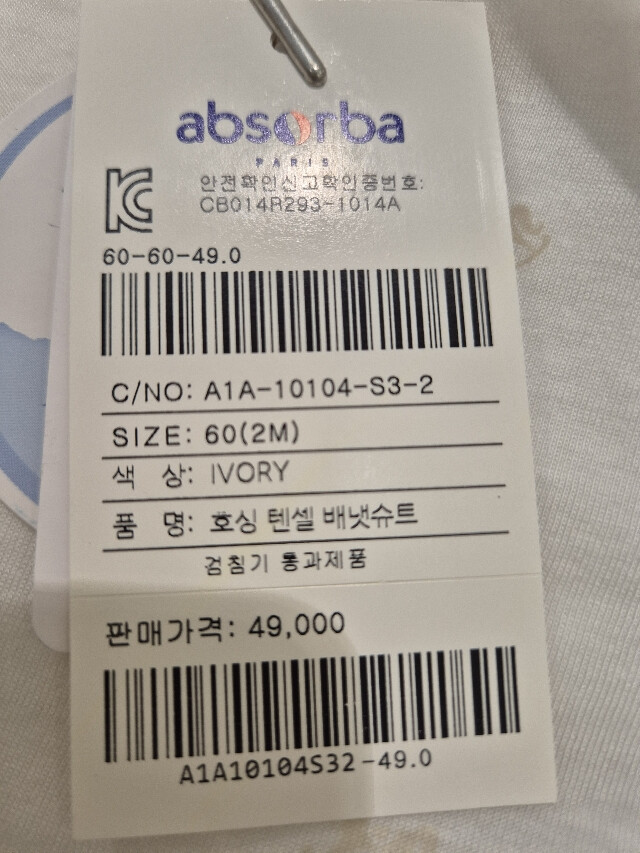 absorba
PARIS
안전확인신고확인증번호:
CB014R293-1014A
60-60-49.0
C/NO: A1A-10104-S3-2
SIZE: 60(2M)
색 상: IVORY
품 명: 호싱 텐셀 배냇슈트
검침기 통과제품
판매가격: 49,000
A1A10104S32-49.0